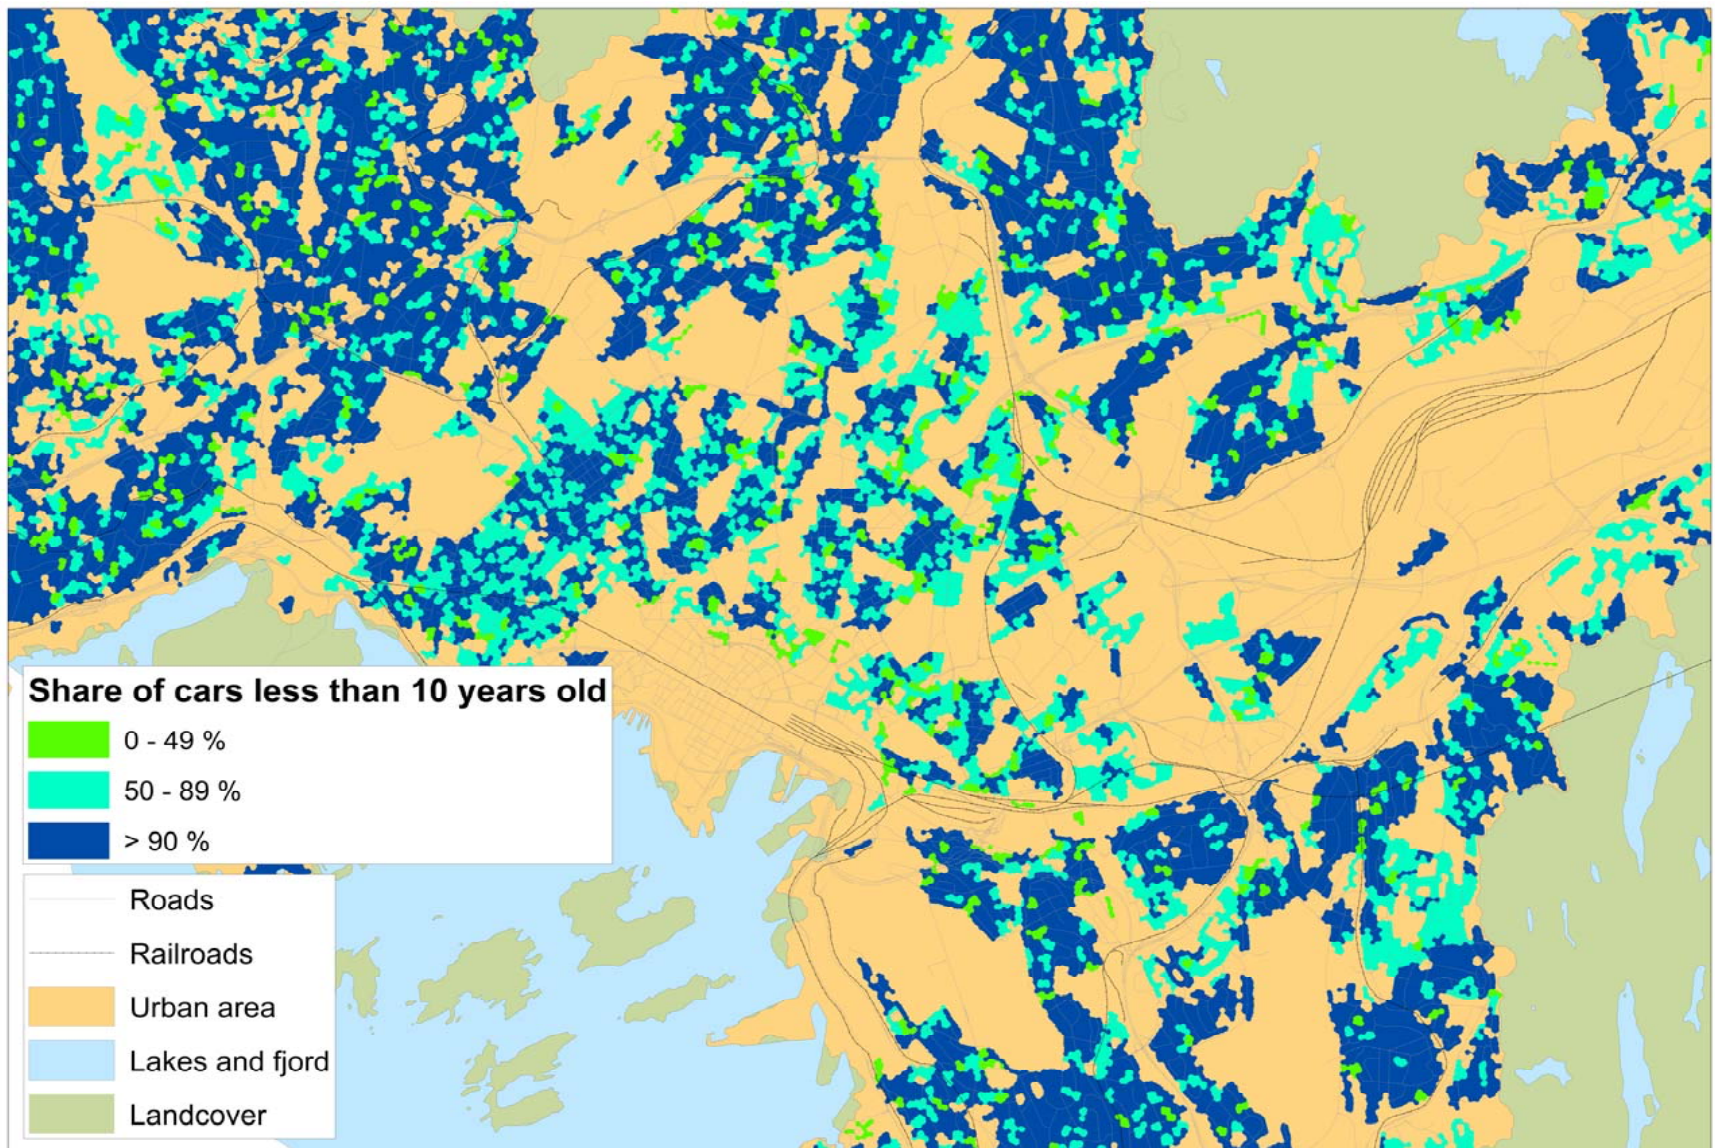 Share of cars less than 10 years old
0 - 49 %
50 - 89 %
> 90 %
Roads
Railroads
Urban area
Lakes and fjord
Landcover